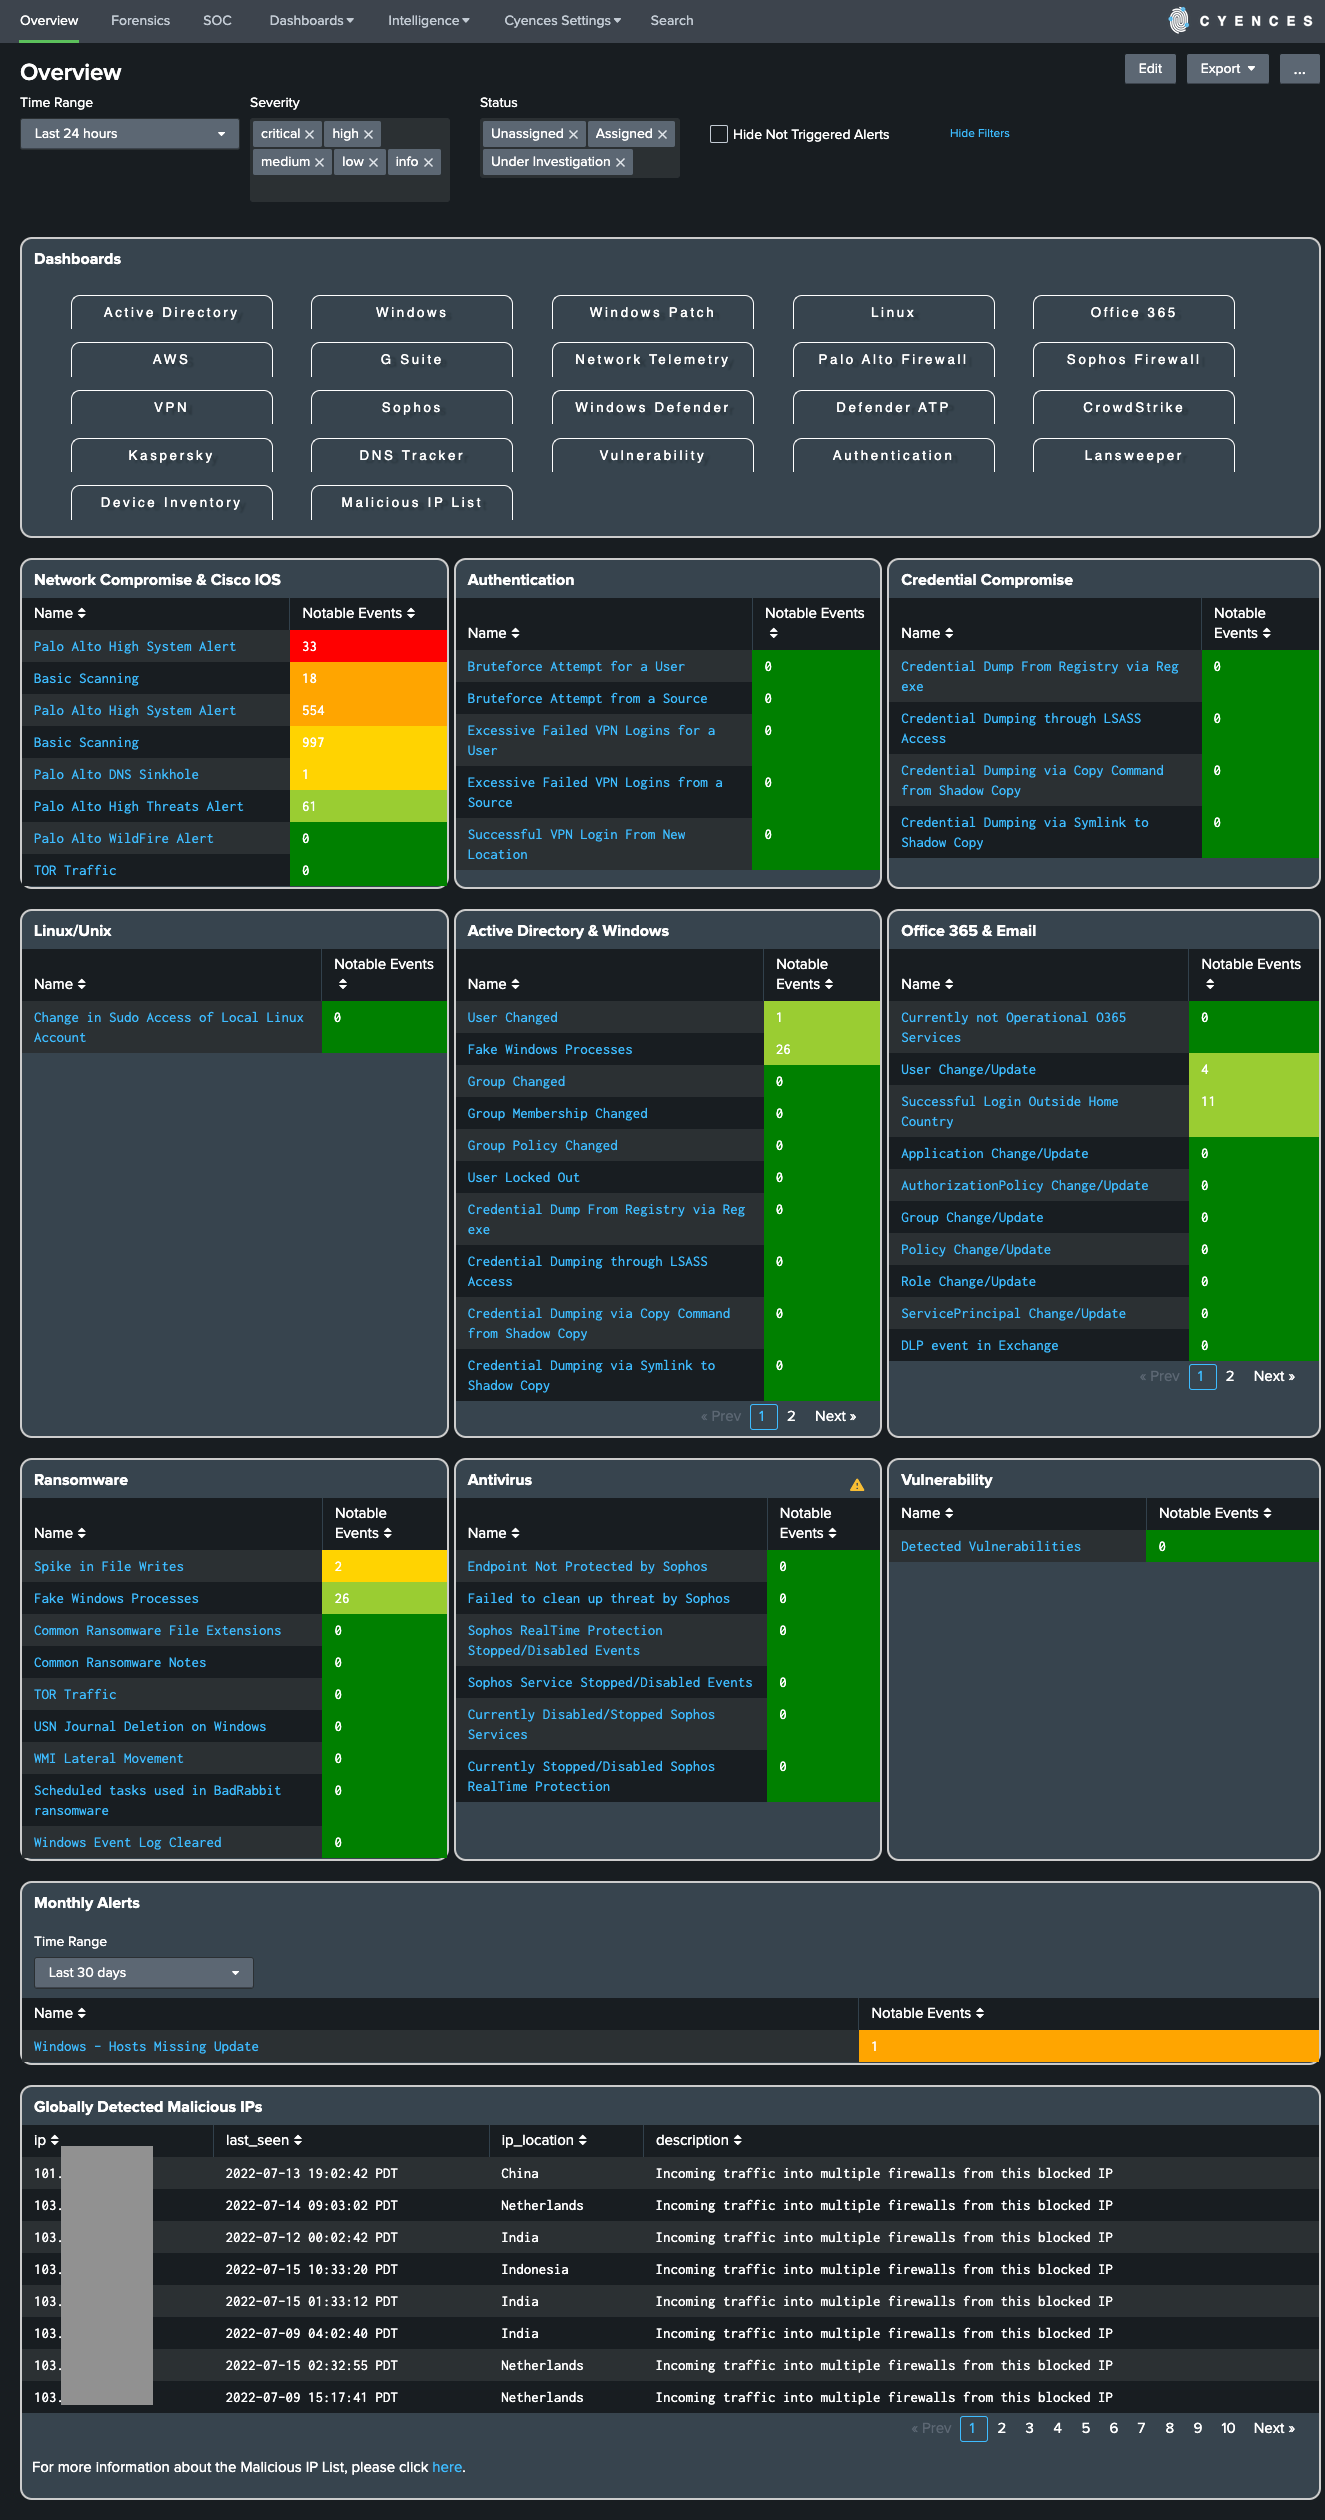 Overview Forensics SOC Dashboards Intelligence Cyences Settings Search CYENCES
Overview
Edit Export ...
Time Range Severity Status
Last 24 hours
critical high
medium low info
Unassigned Assigned
Under Investigation
Hide Not Triggered Alerts
Hide Filters
Dashboards
Active Directory Windows Windows Patch Linux Office 365
AWS G Suite Network Telemetry Palo Alto Firewall Sophos Firewall
VPN Sophos Windows Defender Defender ATP CrowdStrike
Kaspersky DNS Tracker Vulnerability Authentication Lansweeper
Device Inventory Malicious IP List
Network Compromise & Cisco IOS
Name Notable Events
Palo Alto High System Alert 33
Basic Scanning 18
Palo Alto High System Alert 554
Basic Scanning 997
Palo Alto DNS Sinkhole 1
Palo Alto High Threats Alert 61
Palo Alto WildFire Alert 0
TOR Traffic 0
Authentication
Notable Events
Name
Bruteforce Attempt for a User 0
Bruteforce Attempt from a Source 0
Excessive Failed VPN Logins for a 0
User
Excessive Failed VPN Logins from a 0
Source
Successful VPN Login From New 0
Location
Credential Compromise
Notable
Name Events
Credential Dump From Registry via Reg 0
exe
Credential Dumping through LSASS 0
Access
Credential Dumping via Copy Command 0
from Shadow Copy
Credential Dumping via Symlink to 0
Shadow Copy
Linux/Unix
Notable Events
Name
Change in Sudo Access of Local Linux 0
Account
Active Directory & Windows
Notable
Name Events
User Changed 1
Fake Windows Processes 26
Group Changed 0
Group Membership Changed 0
Group Policy Changed 0
User Locked Out 0
Credential Dump From Registry via Reg 0
exe
Credential Dumping through LSASS 0
Access
Credential Dumping via Copy Command 0
from Shadow Copy
Credential Dumping via Symlink to 0
Shadow Copy
« Prev 1 2 Next »
Office 365 & Email
Notable Events
Name
Currently not Operational O365 0
Services
User Change/Update 4
Successful Login Outside Home 11
Country
Application Change/Update 0
AuthorizationPolicy Change/Update 0
Group Change/Update 0
Policy Change/Update 0
Role Change/Update 0
ServicePrincipal Change/Update 0
DLP event in Exchange 0
« Prev 1 2 Next »
Ransomware
Notable
Name Events
Spike in File Writes 2
Fake Windows Processes 26
Common Ransomware File Extensions 0
Common Ransomware Notes 0
TOR Traffic 0
USN Journal Deletion on Windows 0
WMI Lateral Movement 0
Scheduled tasks used in BadRabbit 0
ransomware
Windows Event Log Cleared 0
Antivirus
Notable
Name Events
Endpoint Not Protected by Sophos 0
Failed to clean up threat by Sophos 0
Sophos RealTime Protection 0
Stopped/Disabled Events
Sophos Service Stopped/Disabled Events 0
Currently Disabled/Stopped Sophos 0
Services
Currently Stopped/Disabled Sophos 0
RealTime Protection
Vulnerability
Name Notable Events
Detected Vulnerabilities 0
Monthly Alerts
Time Range
Last 30 days
Name Notable Events
Windows - Hosts Missing Update 1
Globally Detected Malicious IPs
ip last_seen ip_location description
101. 2022-07-13 19:02:42 PDT China Incoming traffic into multiple firewalls from this blocked IP
103. 2022-07-14 09:03:02 PDT Netherlands Incoming traffic into multiple firewalls from this blocked IP
103. 2022-07-12 00:02:42 PDT India Incoming traffic into multiple firewalls from this blocked IP
103. 2022-07-15 10:33:20 PDT Indonesia Incoming traffic into multiple firewalls from this blocked IP
103. 2022-07-15 01:33:12 PDT India Incoming traffic into multiple firewalls from this blocked IP
103. 2022-07-09 04:02:40 PDT India Incoming traffic into multiple firewalls from this blocked IP
103. 2022-07-15 02:32:55 PDT Netherlands Incoming traffic into multiple firewalls from this blocked IP
103. 2022-07-09 15:17:41 PDT Netherlands Incoming traffic into multiple firewalls from this blocked IP
« Prev 1 2 3 4 5 6 7 8 9 10 Next »
For more information about the Malicious IP List, please click here.